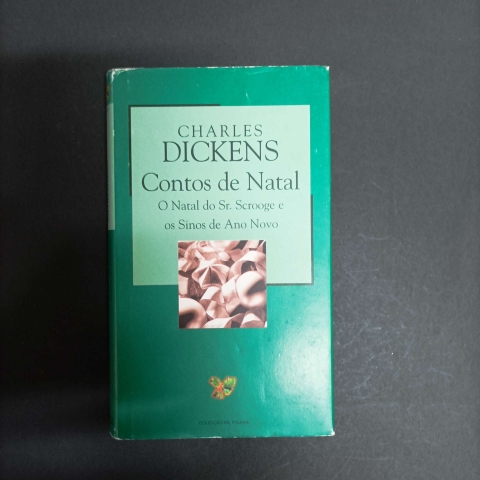 CHARLES
DICKENS
Contos de Natal
O Natal do Sr. Scrooge e
os Sinos de Ano Novo